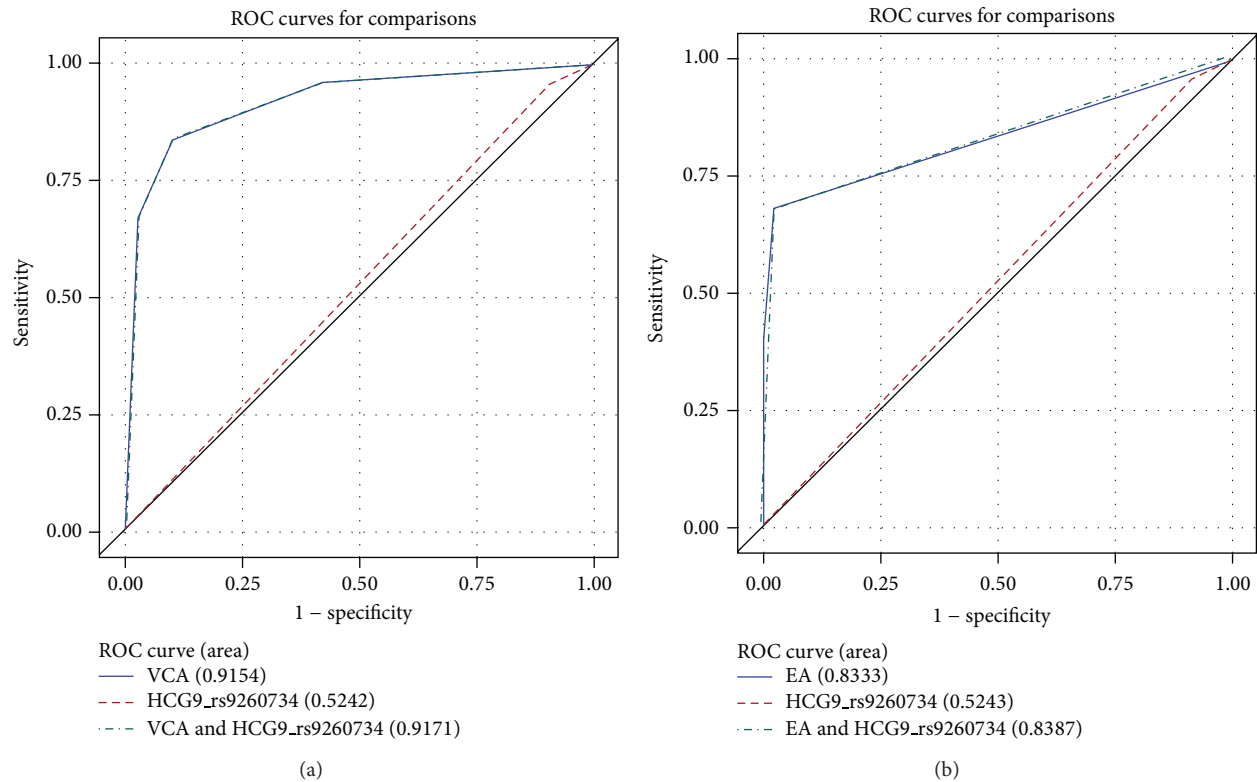 ROC curves for comparisons
1.00
0.75
0.50
0.25
0.00
Sensitivity
0.00 0.25 0.50 0.75 1.00
1 − specificity
ROC curve (area)
VCA (0.9154)
HCG9_rs9260734 (0.5242)
VCA and HCG9_rs9260734 (0.9171)
(a)
ROC curves for comparisons
1.00
0.75
0.50
0.25
0.00
Sensitivity
0.00 0.25 0.50 0.75 1.00
1 − specificity
ROC curve (area)
EA (0.8333)
HCG9_rs9260734 (0.5243)
EA and HCG9_rs9260734 (0.8387)
(b)